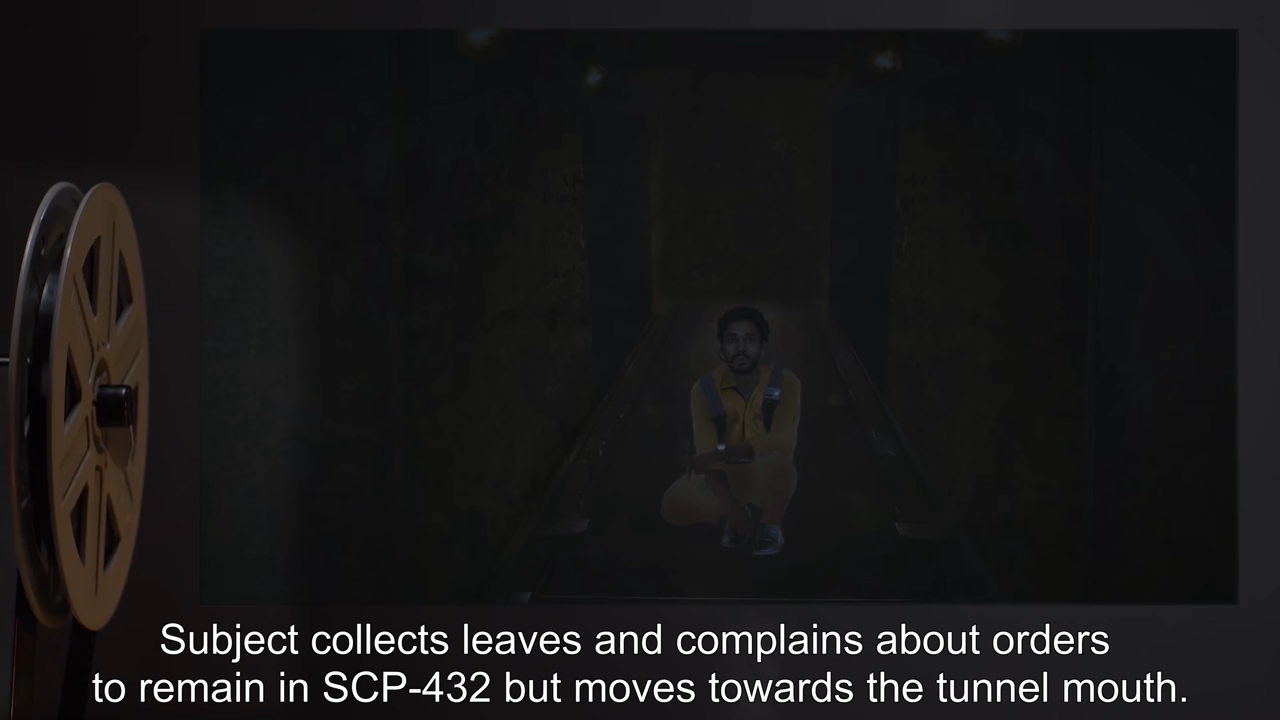 Subject collects leaves and complains about orders
to remain in SCP-432 but moves towards the tunnel mouth.